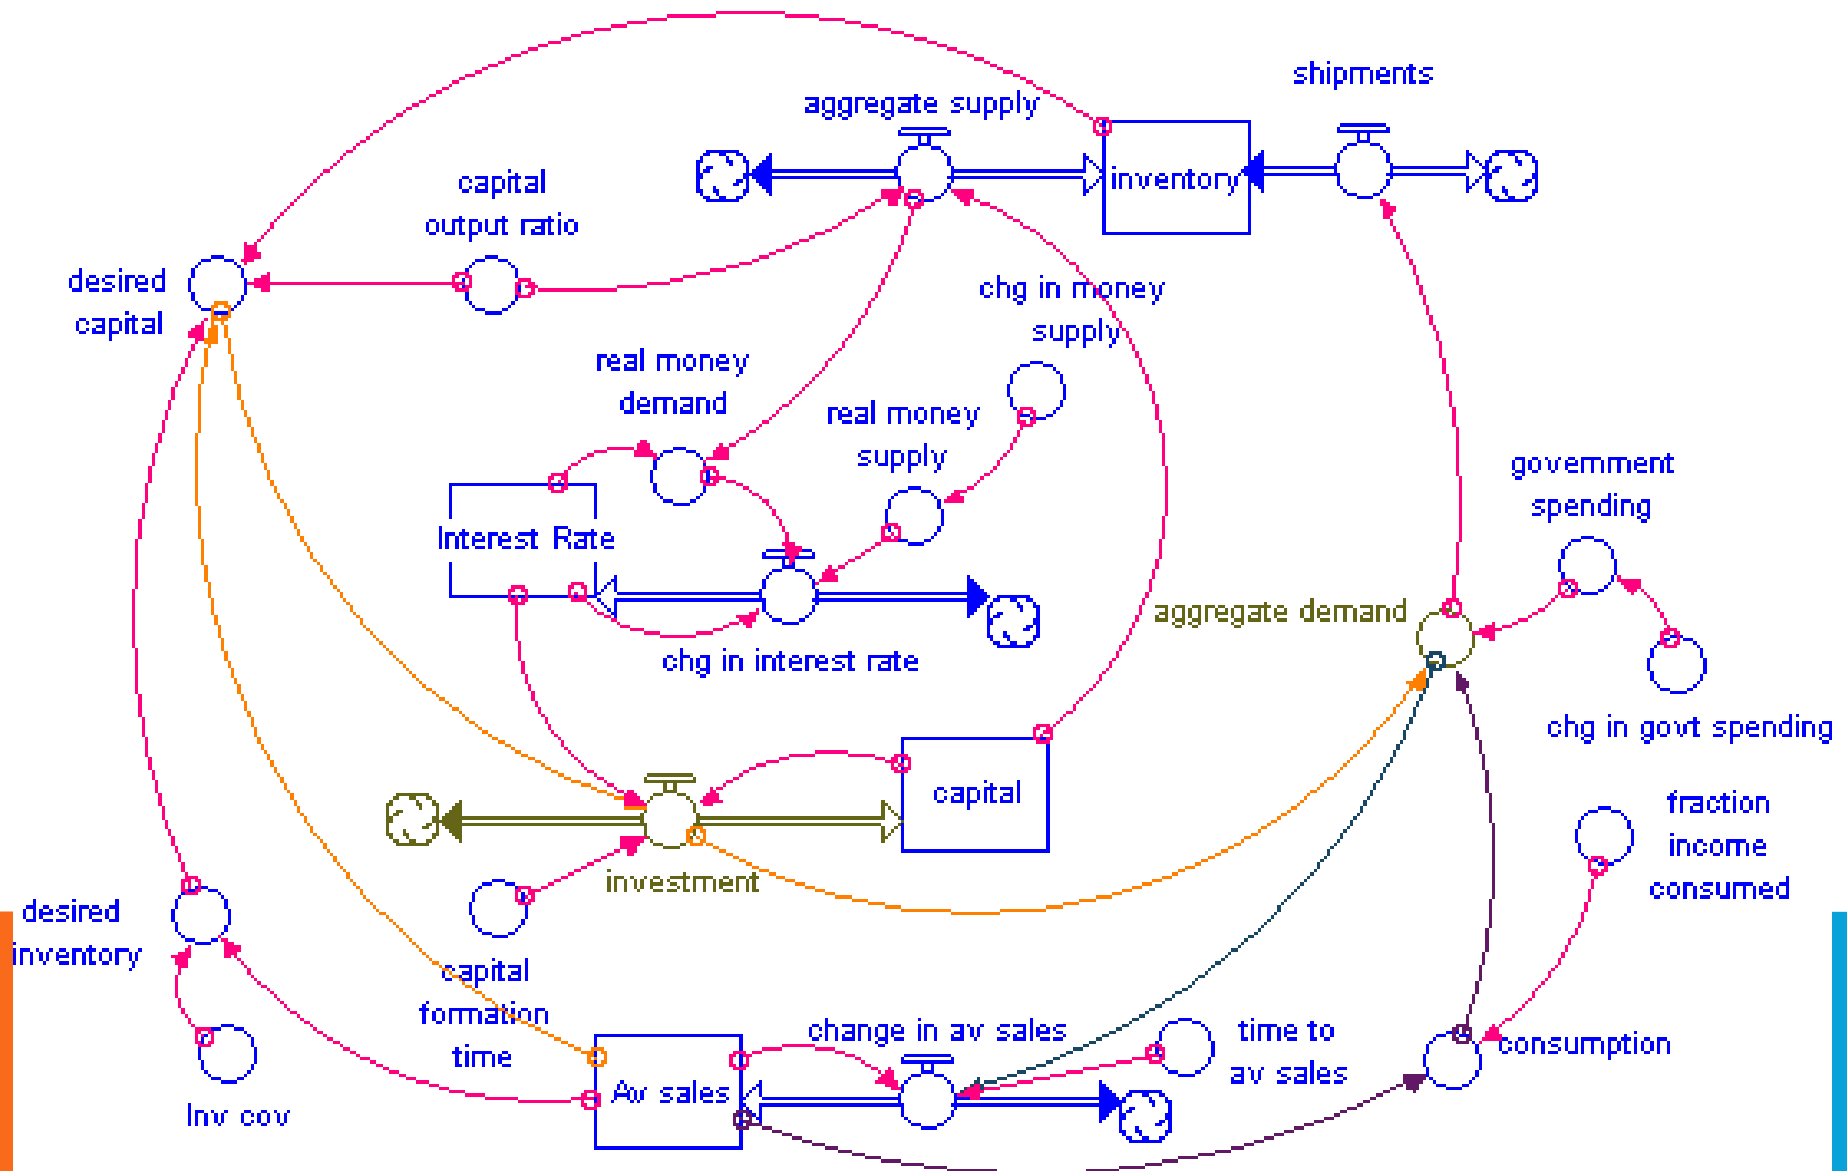 shipments
aggregate supply
inventory
capital
output ratio
desired
capital
chg in money
supply
real money
demand
real money
supply
government
spending
Interest Rate
aggregate demand
chg in interest rate
chg in govt spending
capital
fraction
income
consumed
investment
desired
inventory
capital
formation
time
change in av sales
time to
av sales
consumption
Av sales
Inv cov